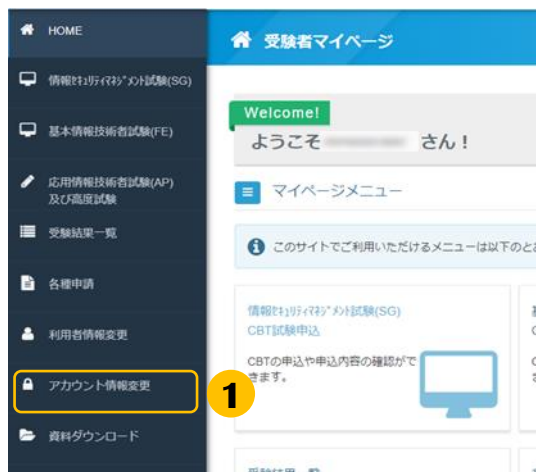 HOME
情報ｾｷｭﾘﾃｨﾏﾈｼﾞﾒﾝﾄ試験(SG)
基本情報技術者試験(FE)
応用情報技術者試験(AP)
及び高度試験
受験結果一覧
各種申請
利用者情報変更
アカウント情報変更
1
資料ダウンロード
受験者マイページ
Welcome!
ようこそ さん！
マイページメニュー
このサイトでご利用いただけるメニューは以下のとお
情報ｾｷｭﾘﾃｨﾏﾈｼﾞﾒﾝﾄ試験(SG)
CBT試験申込
CBTの申込や申込内容の確認がで
きます。